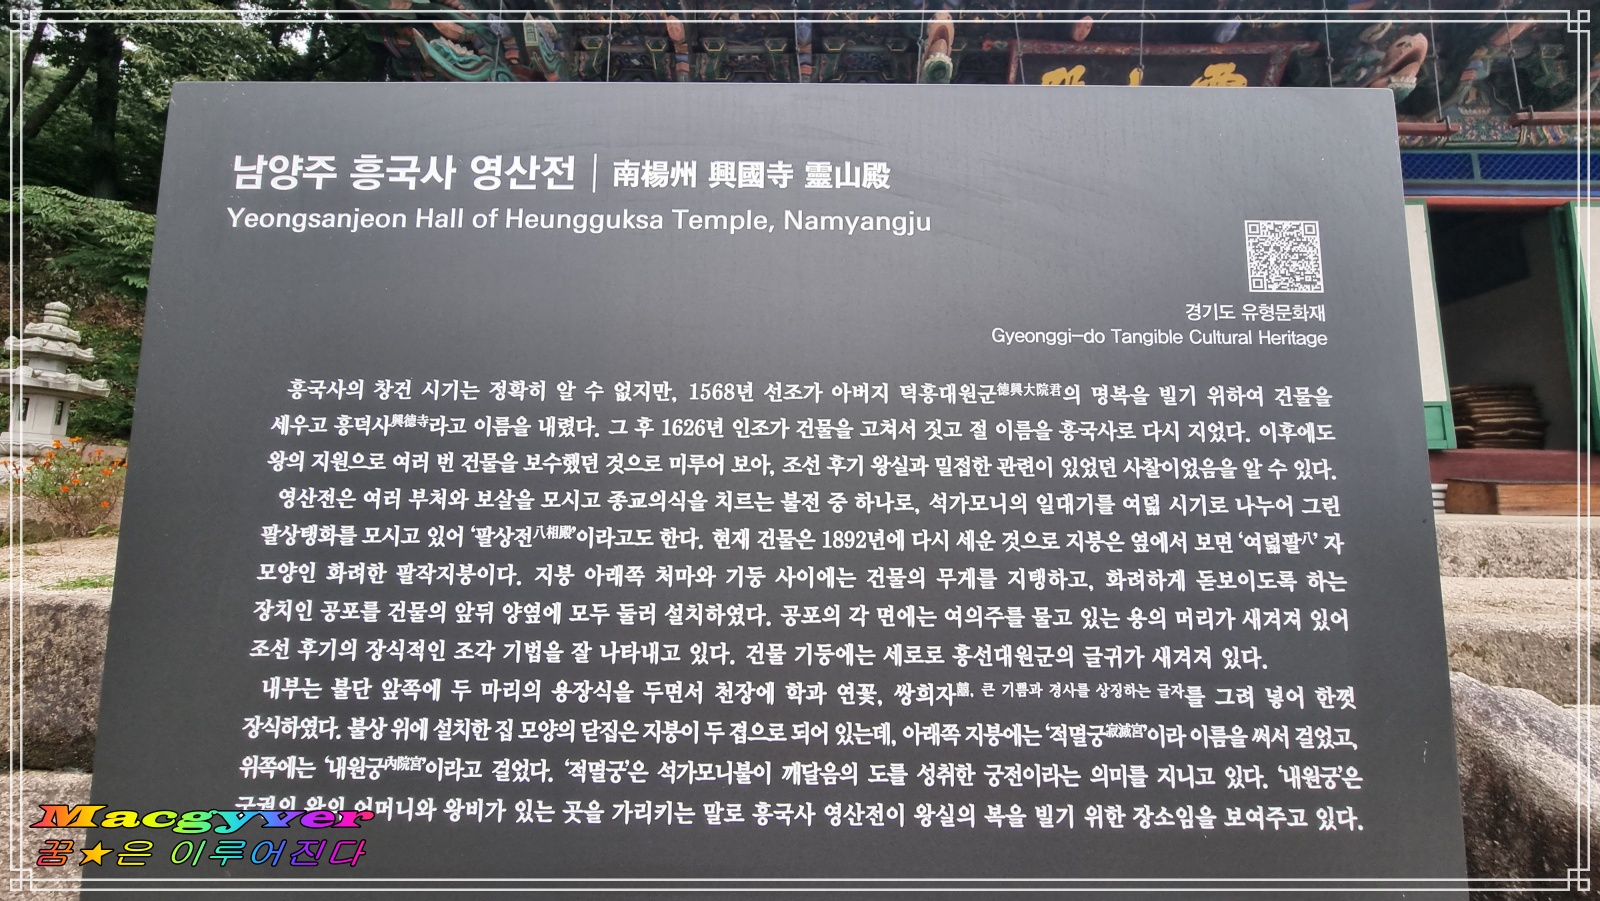 靈山殿
남양주 흥국사 영산전 | 南楊州 興國寺 靈山殿
Yeongsanjeon Hall of Heungguksa Temple, Namyangju
경기도 유형문화재
Gyeonggi-do Tangible Cultural Heritage
흥국사의 창건 시기는 정확히 알 수 없지만, 1568년 선조가 아버지 덕흥대원군德興大院君의 명복을 빌기 위하여 건물을
세우고 흥덕사興德寺라고 이름을 내렸다. 그 후 1626년 인조가 건물을 고쳐서 짓고 절 이름을 흥국사로 다시 지었다. 이후에도
왕의 지원으로 여러 번 건물을 보수했던 것으로 미루어 보아, 조선 후기 왕실과 밀접한 관련이 있었던 사찰이었음을 알 수 있다.
영산전은 여러 부처와 보살을 모시고 종교의식을 치르는 불전 중 하나로, 석가모니의 일대기를 여덟 시기로 나누어 그린
팔상탱화를 모시고 있어 ‘팔상전八相殿’이라고도 한다. 현재 건물은 1892년에 다시 세운 것으로 지붕은 옆에서 보면 ‘여덟팔八’ 자
모양인 화려한 팔작지붕이다. 지붕 아래쪽 처마와 기둥 사이에는 건물의 무게를 지탱하고, 화려하게 돋보이도록 하는
장치인 공포를 건물의 앞뒤 양옆에 모두 둘러 설치하였다. 공포의 각 면에는 여의주를 물고 있는 용의 머리가 새겨져 있어
조선 후기의 장식적인 조각 기법을 잘 나타내고 있다. 건물 기둥에는 세로로 흥선대원군의 글귀가 새겨져 있다.
내부는 불단 앞쪽에 두 마리의 용장식을 두면서 천장에 학과 연꽃, 쌍희자囍, 큰 기쁨과 경사를 상징하는 글자를 그려 넣어 한껏
장식하였다. 불상 위에 설치한 집 모양의 닫집은 지붕이 두 겹으로 되어 있는데, 아래쪽 지붕에는 ‘적멸궁寂滅宮’이라 이름을 써서 걸었고,
위쪽에는 ‘내원궁內院宮’이라고 걸었다. ‘적멸궁’은 석가모니불이 깨달음의 도를 성취한 궁전이라는 의미를 지니고 있다. ‘내원궁’은
궁궐의 왕의 어머니와 왕비가 있는 곳을 가리키는 말로 흥국사 영산전이 왕실의 복을 빌기 위한 장소임을 보여주고 있다.
Macgyver
꿈★은 이루어진다